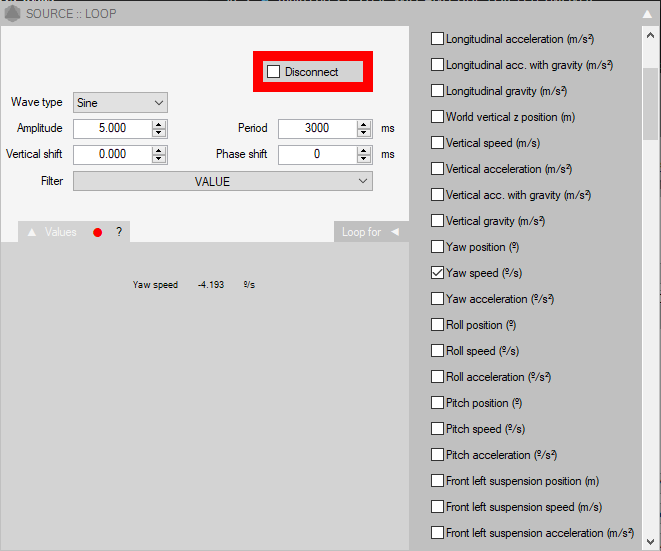 SOURCE :: LOOP
Disconnect
Wave type Sine
Amplitude 5.000 Period 3000 ms
Vertical shift 0.000 Phase shift 0 ms
Filter VALUE
Values ? Loop for
Yaw speed -4.193 º/s
Longitudinal acceleration (m/s²)
Longitudinal acc. with gravity (m/s²)
Longitudinal gravity (m/s²)
World vertical z position (m)
Vertical speed (m/s)
Vertical acceleration (m/s²)
Vertical acc. with gravity (m/s²)
Vertical gravity (m/s²)
Yaw position (º)
Yaw speed (º/s)
Yaw acceleration (º/s²)
Roll position (º)
Roll speed (º/s)
Roll acceleration (º/s²)
Pitch position (º)
Pitch speed (º/s)
Pitch acceleration (º/s²)
Front left suspension position (m)
Front left suspension speed (m/s)
Front left suspension acceleration (m/s²)